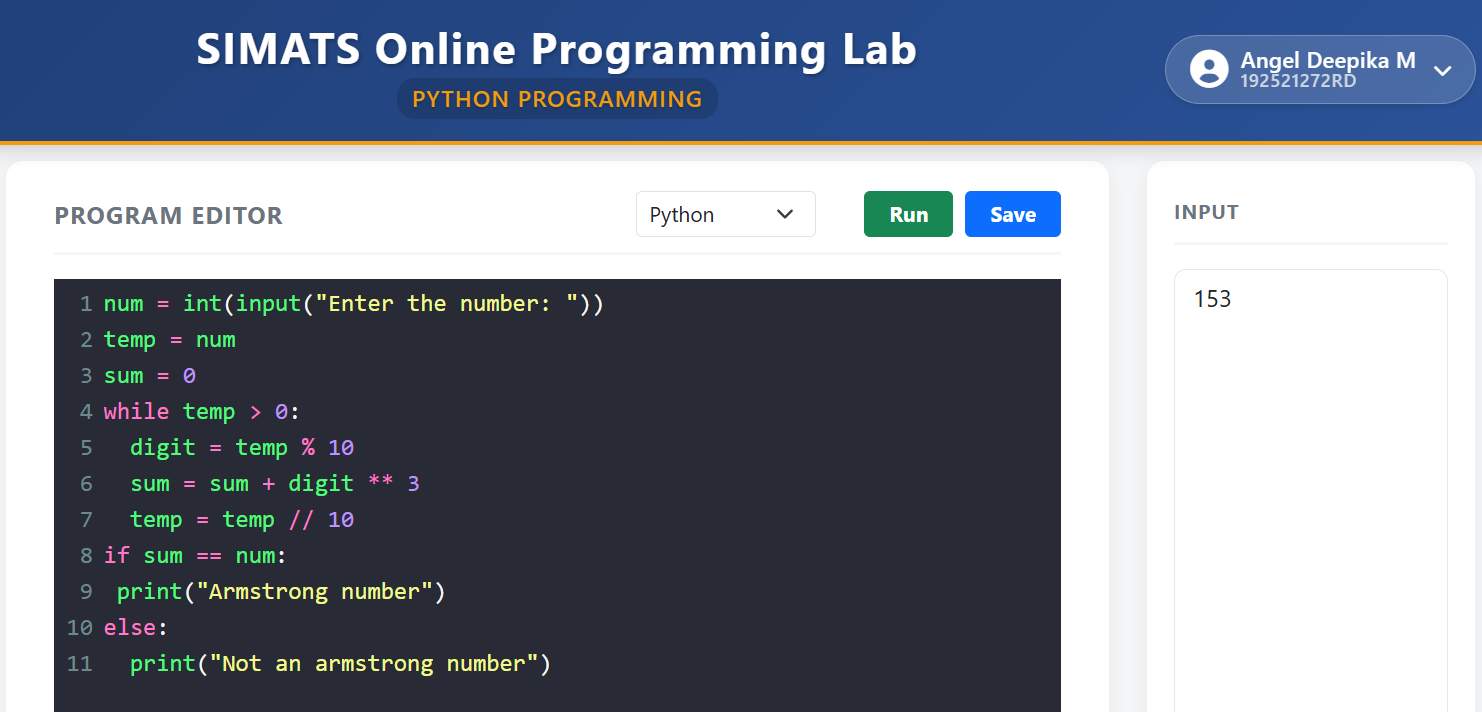 SIMATS Online Programming Lab
PYTHON PROGRAMMING
Angel Deepika M
192521272RD
PROGRAM EDITOR
Python
Run
Save
1 num = int(input("Enter the number: "))
2 temp = num
3 sum = 0
4 while temp > 0:
5   digit = temp % 10
6   sum = sum + digit ** 3
7   temp = temp // 10
8 if sum == num:
9  print("Armstrong number")
10 else:
11   print("Not an armstrong number")
INPUT
153